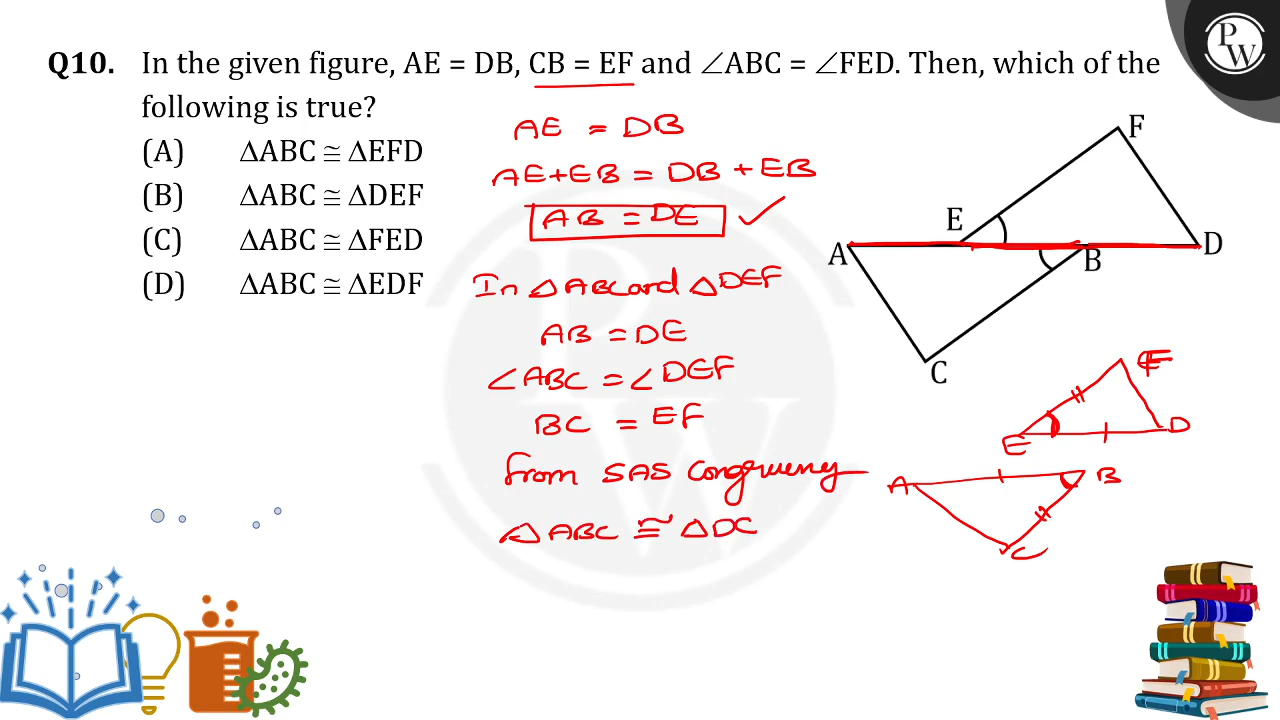 Q10. In the given figure, AE = DB, CB = EF and ∠ABC = ∠FED. Then, which of the
following is true?
(A) ΔABC ≅ ΔEFD
(B) ΔABC ≅ ΔDEF
(C) ΔABC ≅ ΔFED
(D) ΔABC ≅ ΔEDF
AE = DB
AE+EB = DB + EB
AB = DE ✓
In ΔABC and ΔDEF
AB = DE
∠ABC = ∠DEF
BC = EF
from SAS congruency
ΔABC ≅ ΔDC
F
E
A
B
D
C
E
D
A
B
C
P
W
P
W